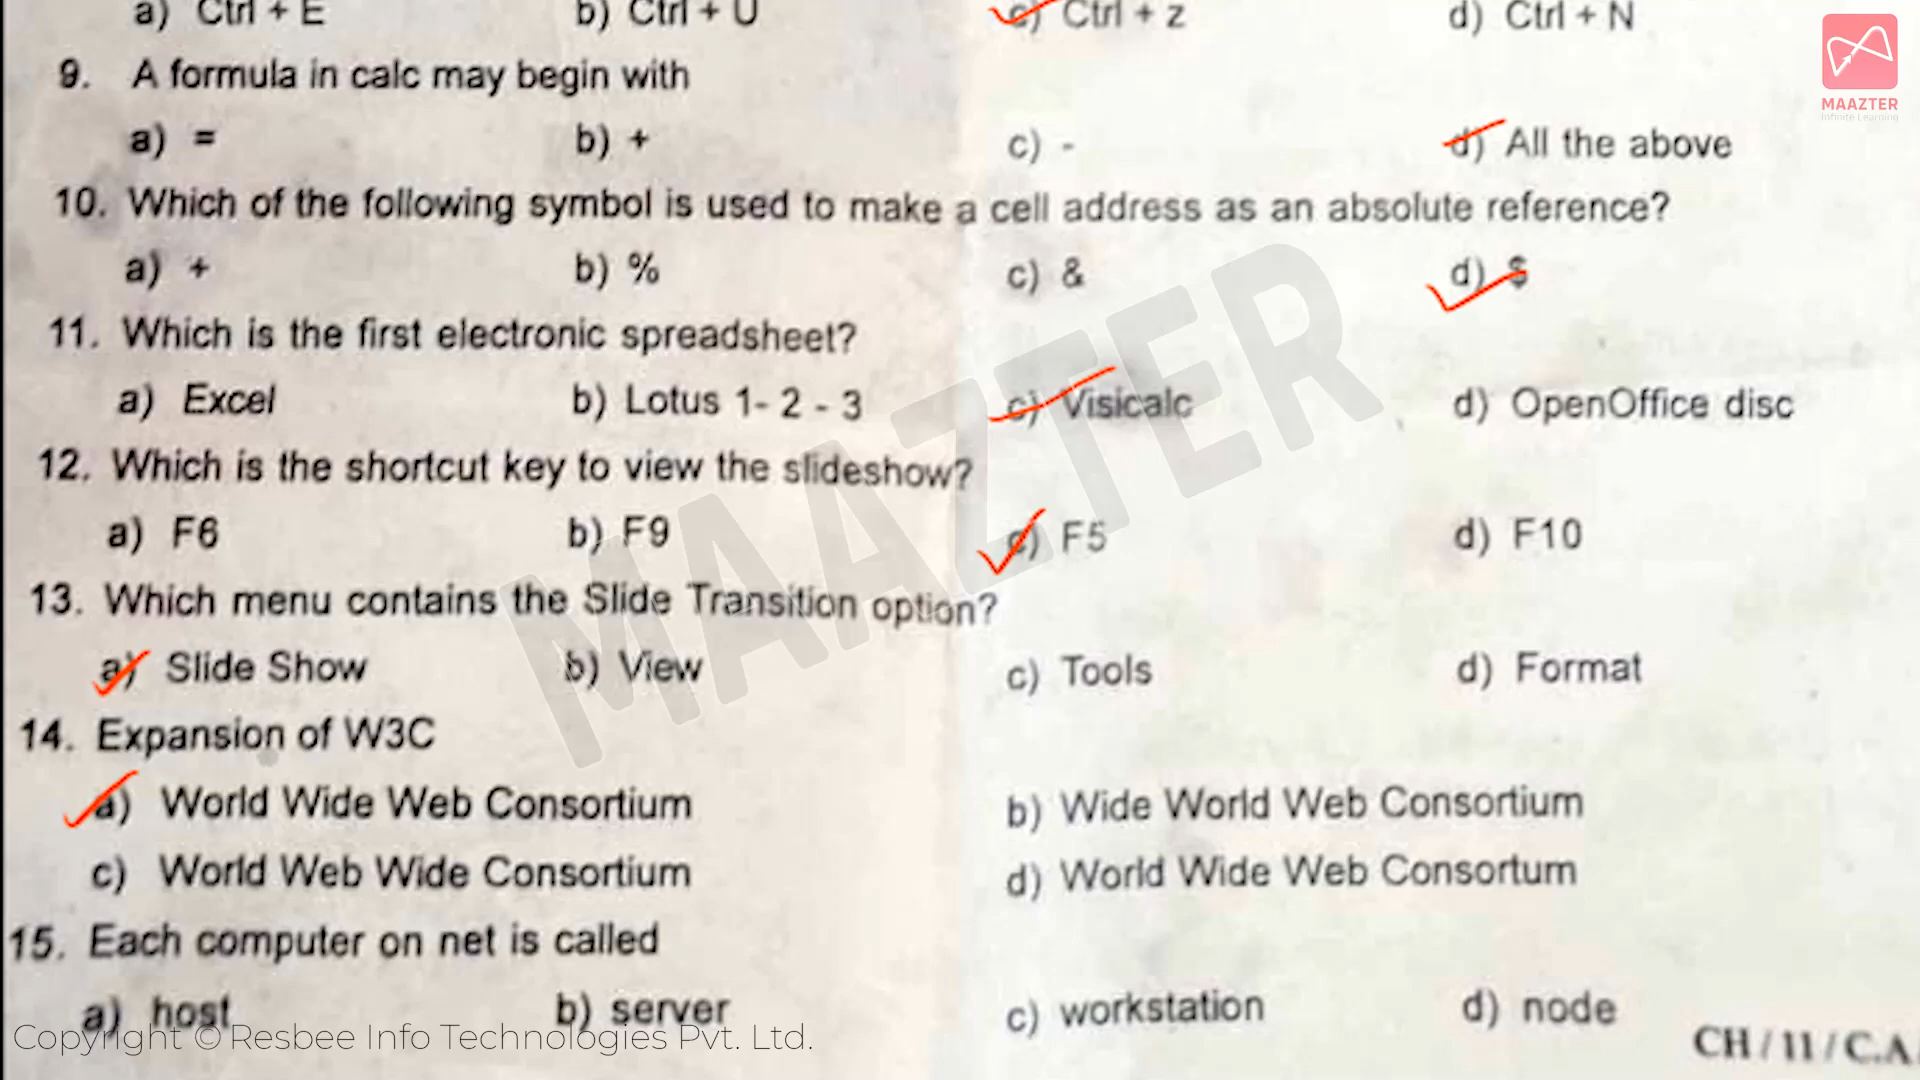 a) Ctrl + E b) Ctrl + U c) Ctrl + z d) Ctrl + N
9. A formula in calc may begin with
a) = b) + c) - d) All the above
10. Which of the following symbol is used to make a cell address as an absolute reference?
a) + b) % c) & d) $
11. Which is the first electronic spreadsheet?
a) Excel b) Lotus 1- 2 - 3 c) Visicalc d) OpenOffice disc
12. Which is the shortcut key to view the slideshow?
a) F6 b) F9 c) F5 d) F10
13. Which menu contains the Slide Transition option?
a) Slide Show b) View c) Tools d) Format
14. Expansion of W3C
a) World Wide Web Consortium b) Wide World Web Consortium
c) World Web Wide Consortium d) World Wide Web Consortum
15. Each computer on net is called
a) host b) server c) workstation d) node
CH / 11 / C.A
MAAZTER
Infinite Learning
MAAZTER
Copyright © Resbee Info Technologies Pvt. Ltd.